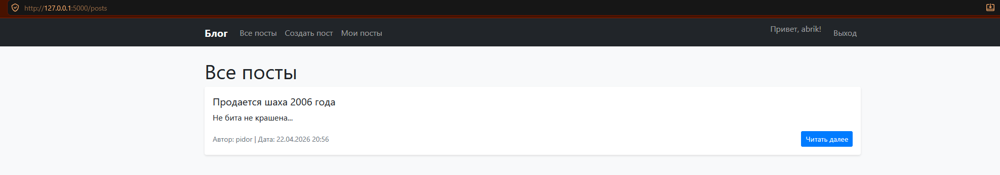 http://127.0.0.1:5000/posts
Блог Все посты Создать пост Мои посты Привет, abrik! Выход
Все посты
Продается шаха 2006 года
Не бита не крашена...
Автор: pidor | Дата: 22.04.2026 20:56 Читать далее